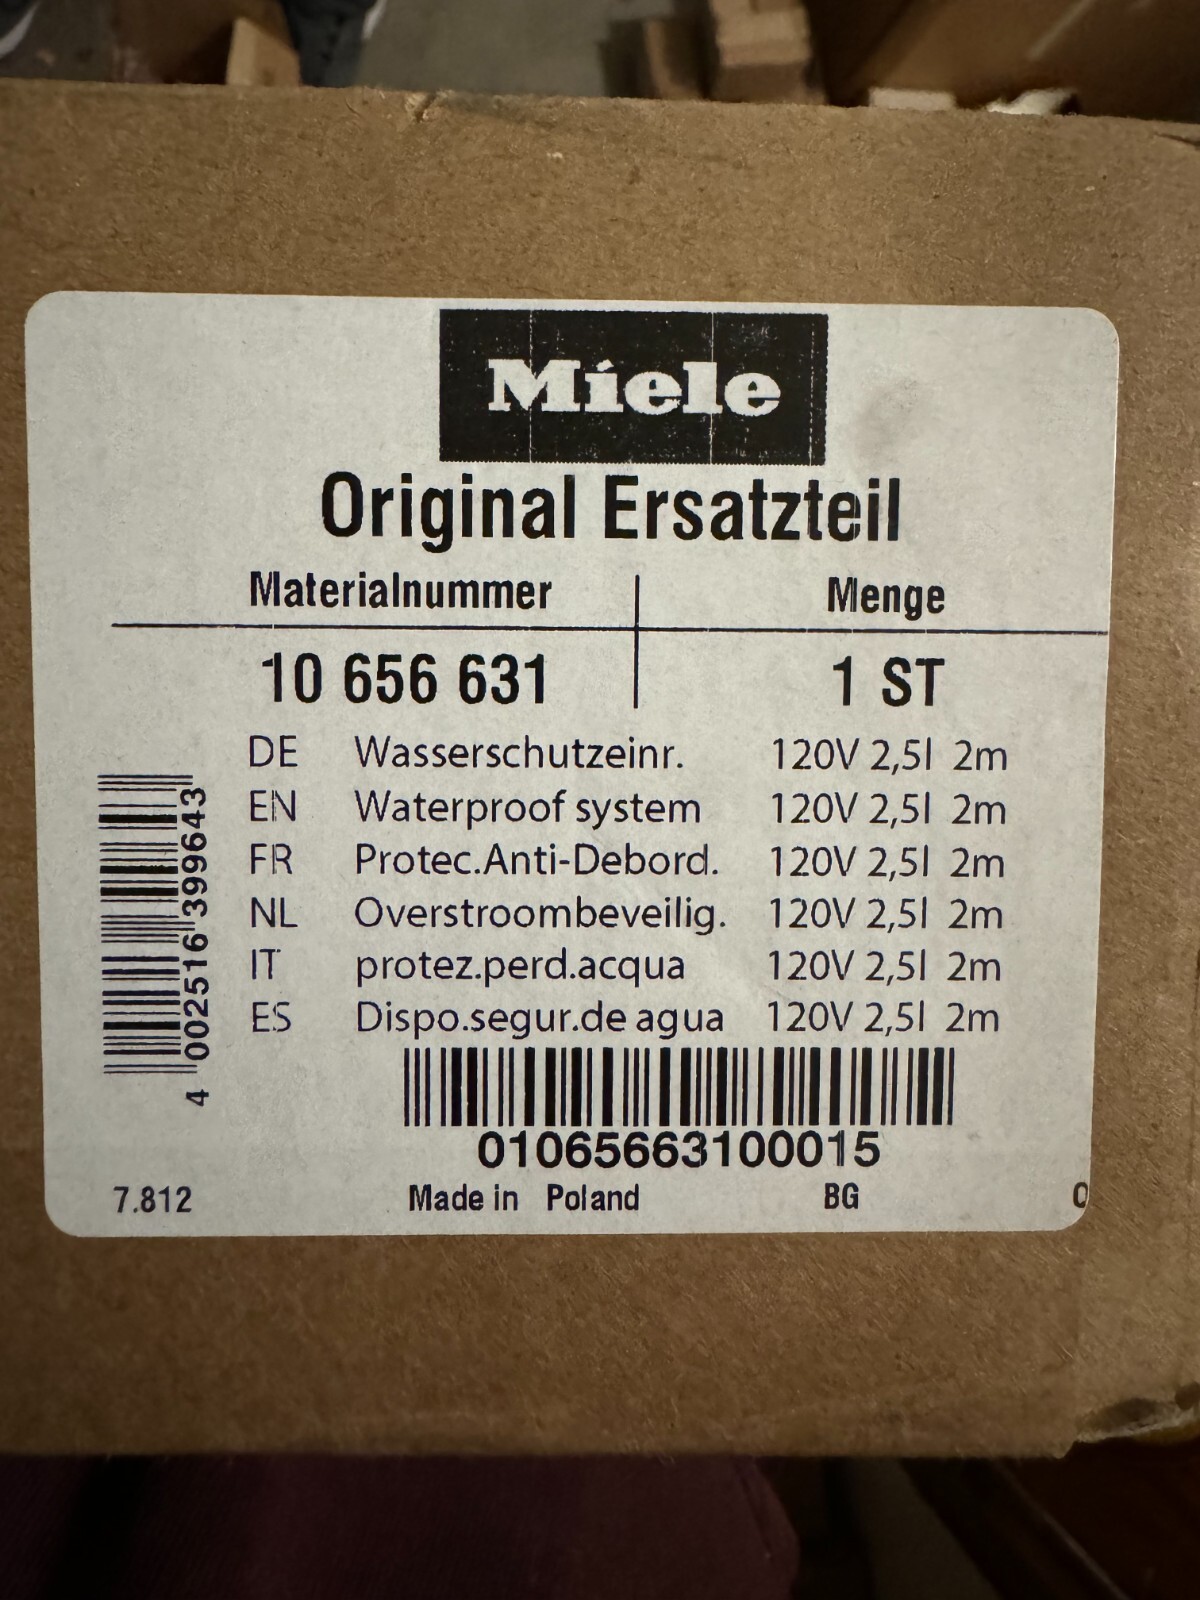 Miele
Original Ersatzteil
Materialnummer Menge
10 656 631 1 ST
DE Wasserschutzeinr. 120V 2,5l 2m
EN Waterproof system 120V 2,5l 2m
FR Protec.Anti-Debord. 120V 2,5l 2m
NL Overstroombeveilig. 120V 2,5l 2m
IT protez.perd.acqua 120V 2,5l 2m
ES Dispo.segur.de agua 120V 2,5l 2m
4 002516 399643
01065663100015
7.812 Made in Poland BG